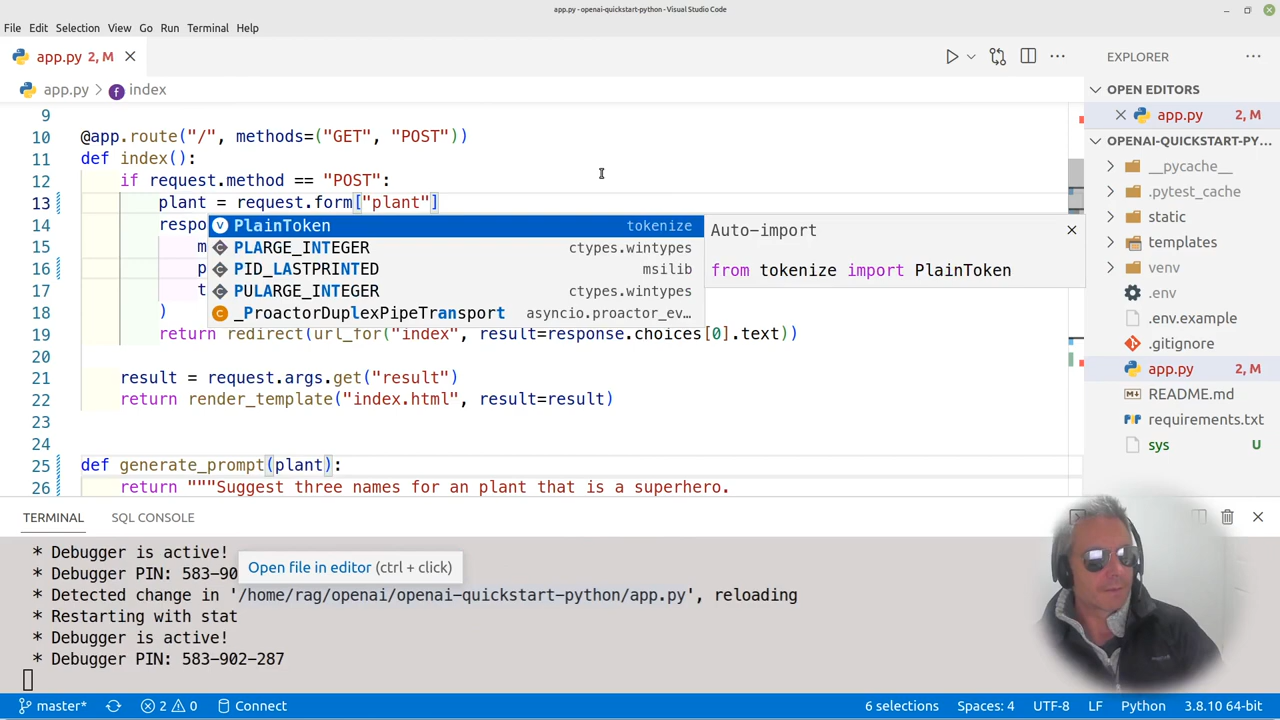 app.py - openai-quickstart-python - Visual Studio Code
File Edit Selection View Go Run Terminal Help
app.py 2, M
EXPLORER
app.py > index
OPEN EDITORS
app.py 2, M
OPENAI-QUICKSTART-PY...
__pycache__
.pytest_cache
static
templates
venv
.env
.env.example
.gitignore
app.py 2, M
README.md
requirements.txt
sys U
9
10 @app.route("/", methods=("GET", "POST"))
11 def index():
12 if request.method == "POST":
13 plant = request.form["plant"]
14 respo
15 m
16 p
17 t
18 )
19 return redirect(url_for("index", result=response.choices[0].text))
20
21 result = request.args.get("result")
22 return render_template("index.html", result=result)
23
24
25 def generate_prompt(plant):
26 return """Suggest three names for an plant that is a superhero.
PlainToken tokenize
PLARGE_INTEGER ctypes.wintypes
PID_LASTPRINTED msilib
PULARGE_INTEGER ctypes.wintypes
_ProactorDuplexPipeTransport asyncio.proactor_ev...
Auto-import
from tokenize import PlainToken
TERMINAL SQL CONSOLE
* Debugger is active!
* Debugger PIN: 583-90
Open file in editor (ctrl + click)
* Detected change in '/home/rag/openai/openai-quickstart-python/app.py', reloading
* Restarting with stat
* Debugger is active!
* Debugger PIN: 583-902-287
master* 2 0 Connect 6 selections Spaces: 4 UTF-8 LF Python 3.8.10 64-bit